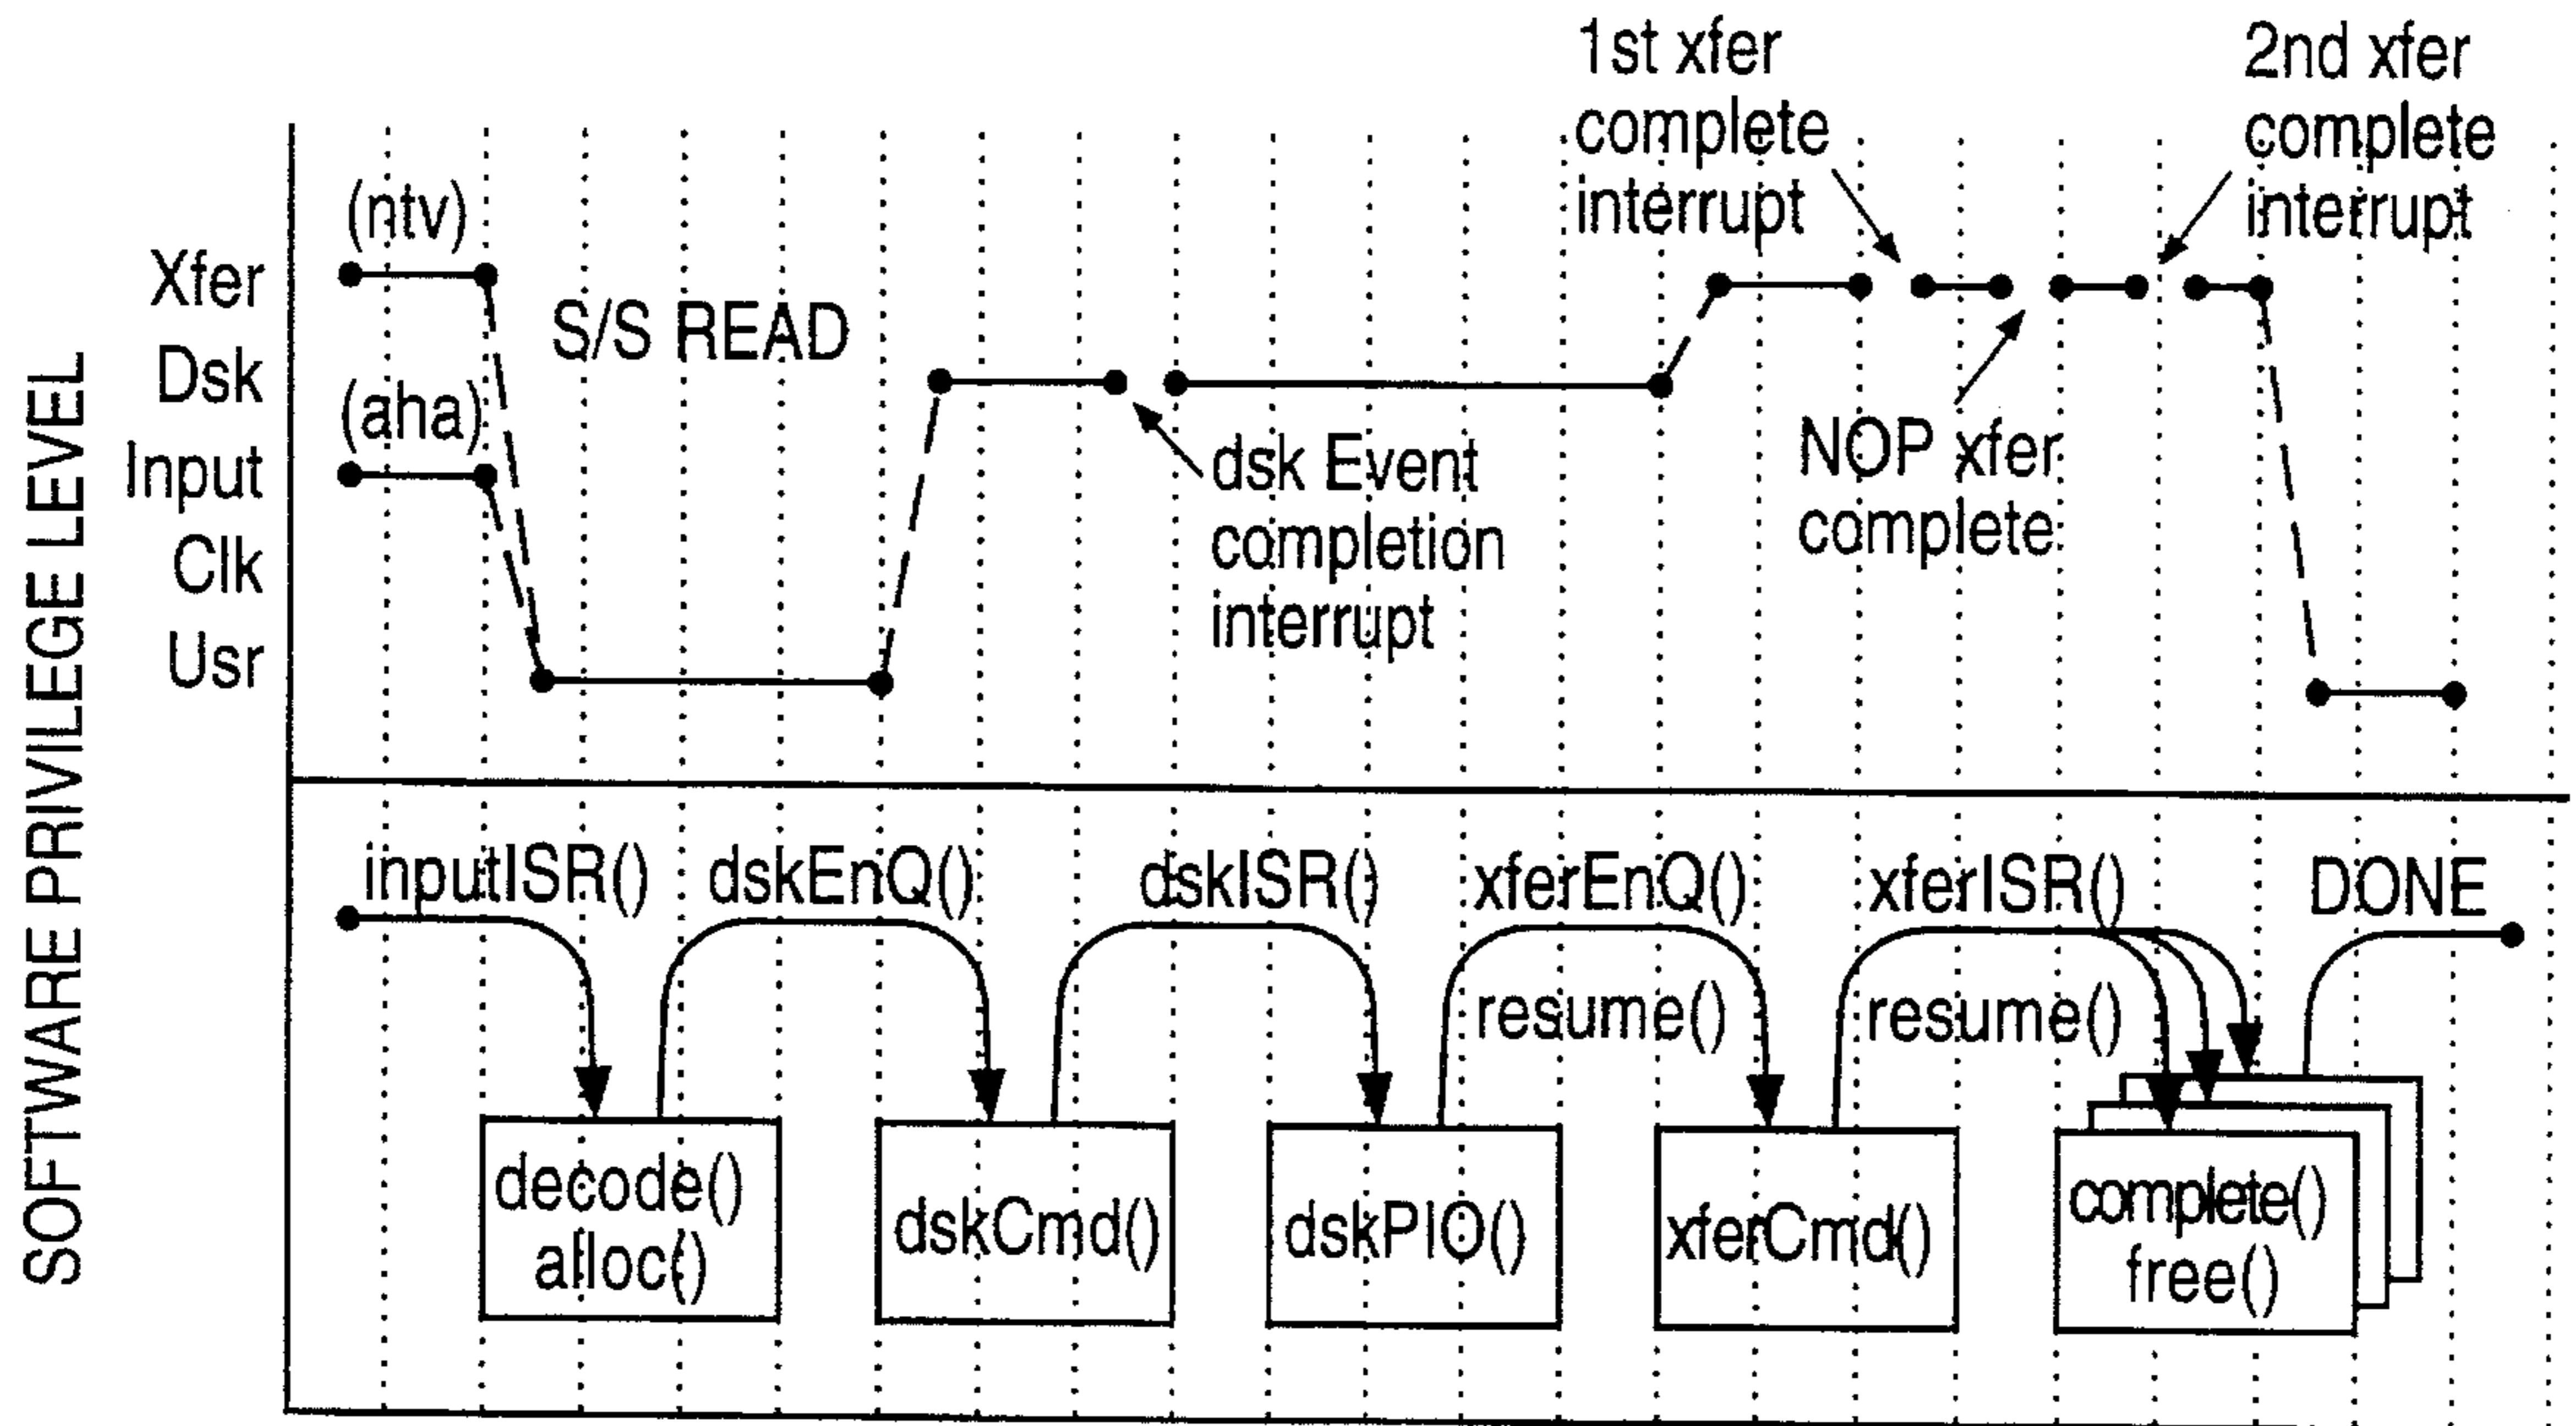 1st xfer
complete
interrupt
2nd xfer
complete
interrupt
(ntv)
Xfer
S/S READ
Dsk
(aha)
Input
dsk Event
completion
interrupt
NOP xfer
complete
Clk
Usr
SOFTWARE PRIVILEGE LEVEL
inputISR()
dskEnQ()
dskISR()
xferEnQ()
resume()
xferISR()
resume()
DONE
decode()
alloc()
dskCmd()
dskPIO()
xferCmd()
complete()
free()